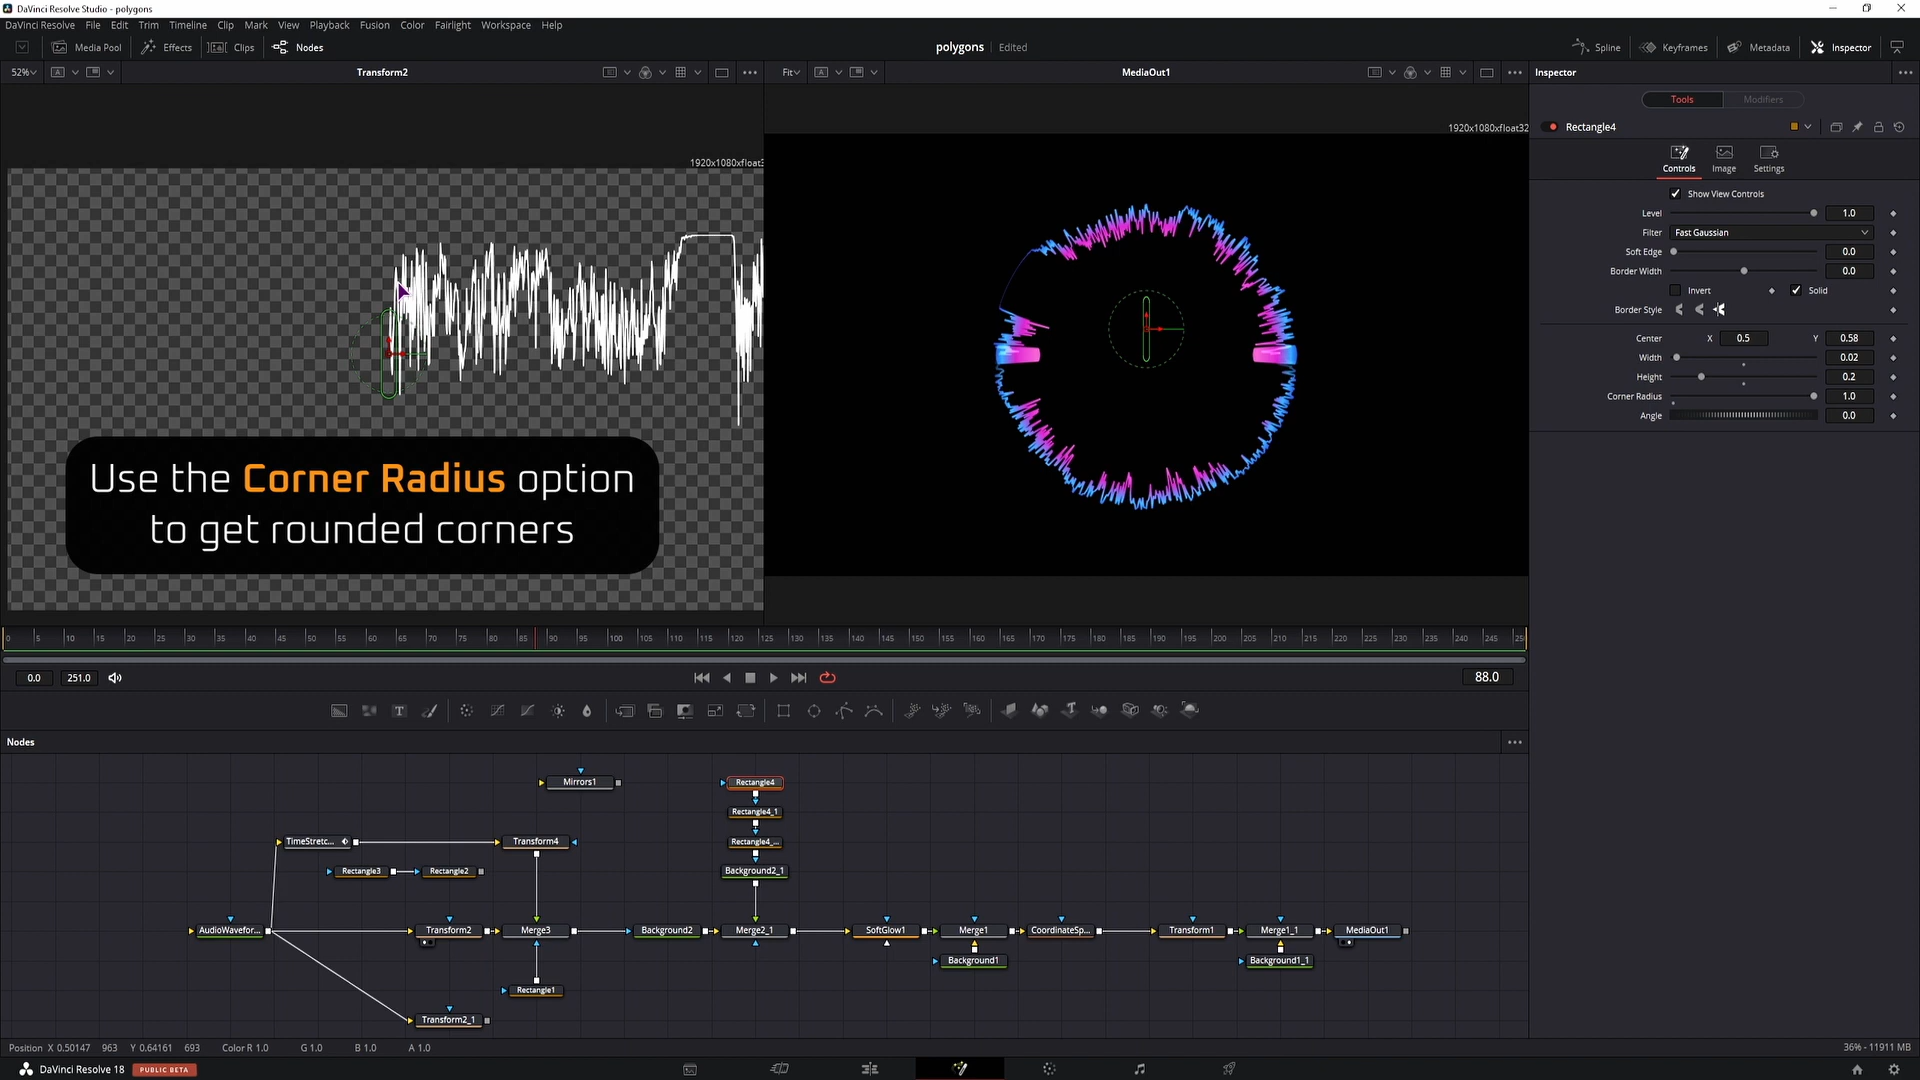 DaVinci Resolve Studio - polygons
DaVinci Resolve File Edit Trim Timeline Clip Mark View Playback Fusion Color Fairlight Workspace Help
Media Pool Effects Clips Nodes polygons Edited Spline Keyframes Metadata Inspector
52% Transform2 Fit MediaOut1 Inspector
Tools Modifiers
1920x1080xfloat32
Rectangle4
1920x1080xfloat3
Controls Image Settings
Show View Controls
Level 1.0
Filter Fast Gaussian
Soft Edge 0.0
Border Width 0.0
Invert Solid
Border Style
Center X 0.5 Y 0.58
Width 0.02
Height 0.2
Corner Radius 1.0
Angle 0.0
Use the Corner Radius option
to get rounded corners
0 5 10 15 20 25 30 35 40 45 50 55 60 65 70 75 80 85 90 95 100 105 110 115 120 125 130 135 140 145 150 155 160 165 170 175 180 185 190 195 200 205 210 215 220 225 230 235 240 245 25
0.0 251.0 88.0
Nodes
Mirrors1 Rectangle4
Rectangle4_1
TimeStretc... Transform4 Rectangle4_...
Rectangle3 Rectangle2 Background2_1
AudioWavefor... Transform2 Merge3 Background2 Merge2_1 SoftGlow1 Merge1 CoordinateSp... Transform1 Merge1_1 MediaOut1
Background1 Background1_1
Rectangle1
Transform2_1
Position X 0.50147 963 Y 0.64161 693 Color R 1.0 G 1.0 B 1.0 A 1.0 36% - 11911 MB
DaVinci Resolve 18 PUBLIC BETA